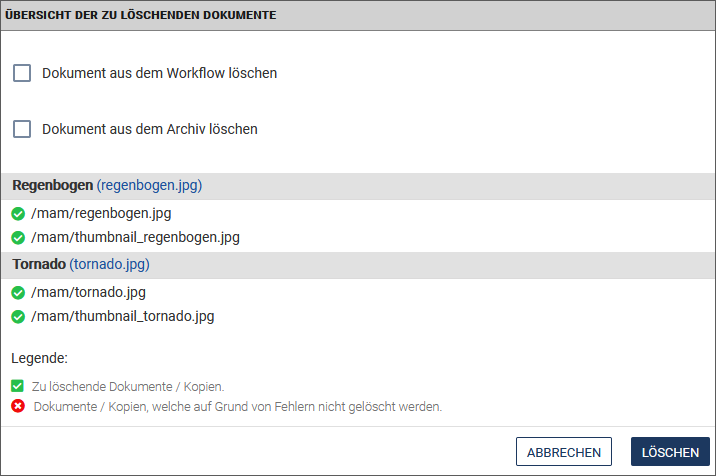 ÜBERSICHT DER ZU LÖSCHENDEN DOKUMENTE
Dokument aus dem Workflow löschen
Dokument aus dem Archiv löschen
Regenbogen (regenbogen.jpg)
/mam/regenbogen.jpg
/mam/thumbnail_regenbogen.jpg
Tornado (tornado.jpg)
/mam/tornado.jpg
/mam/thumbnail_tornado.jpg
Legende:
Zu löschende Dokumente / Kopien.
Dokumente / Kopien, welche auf Grund von Fehlern nicht gelöscht werden.
ABBRECHEN LÖSCHEN